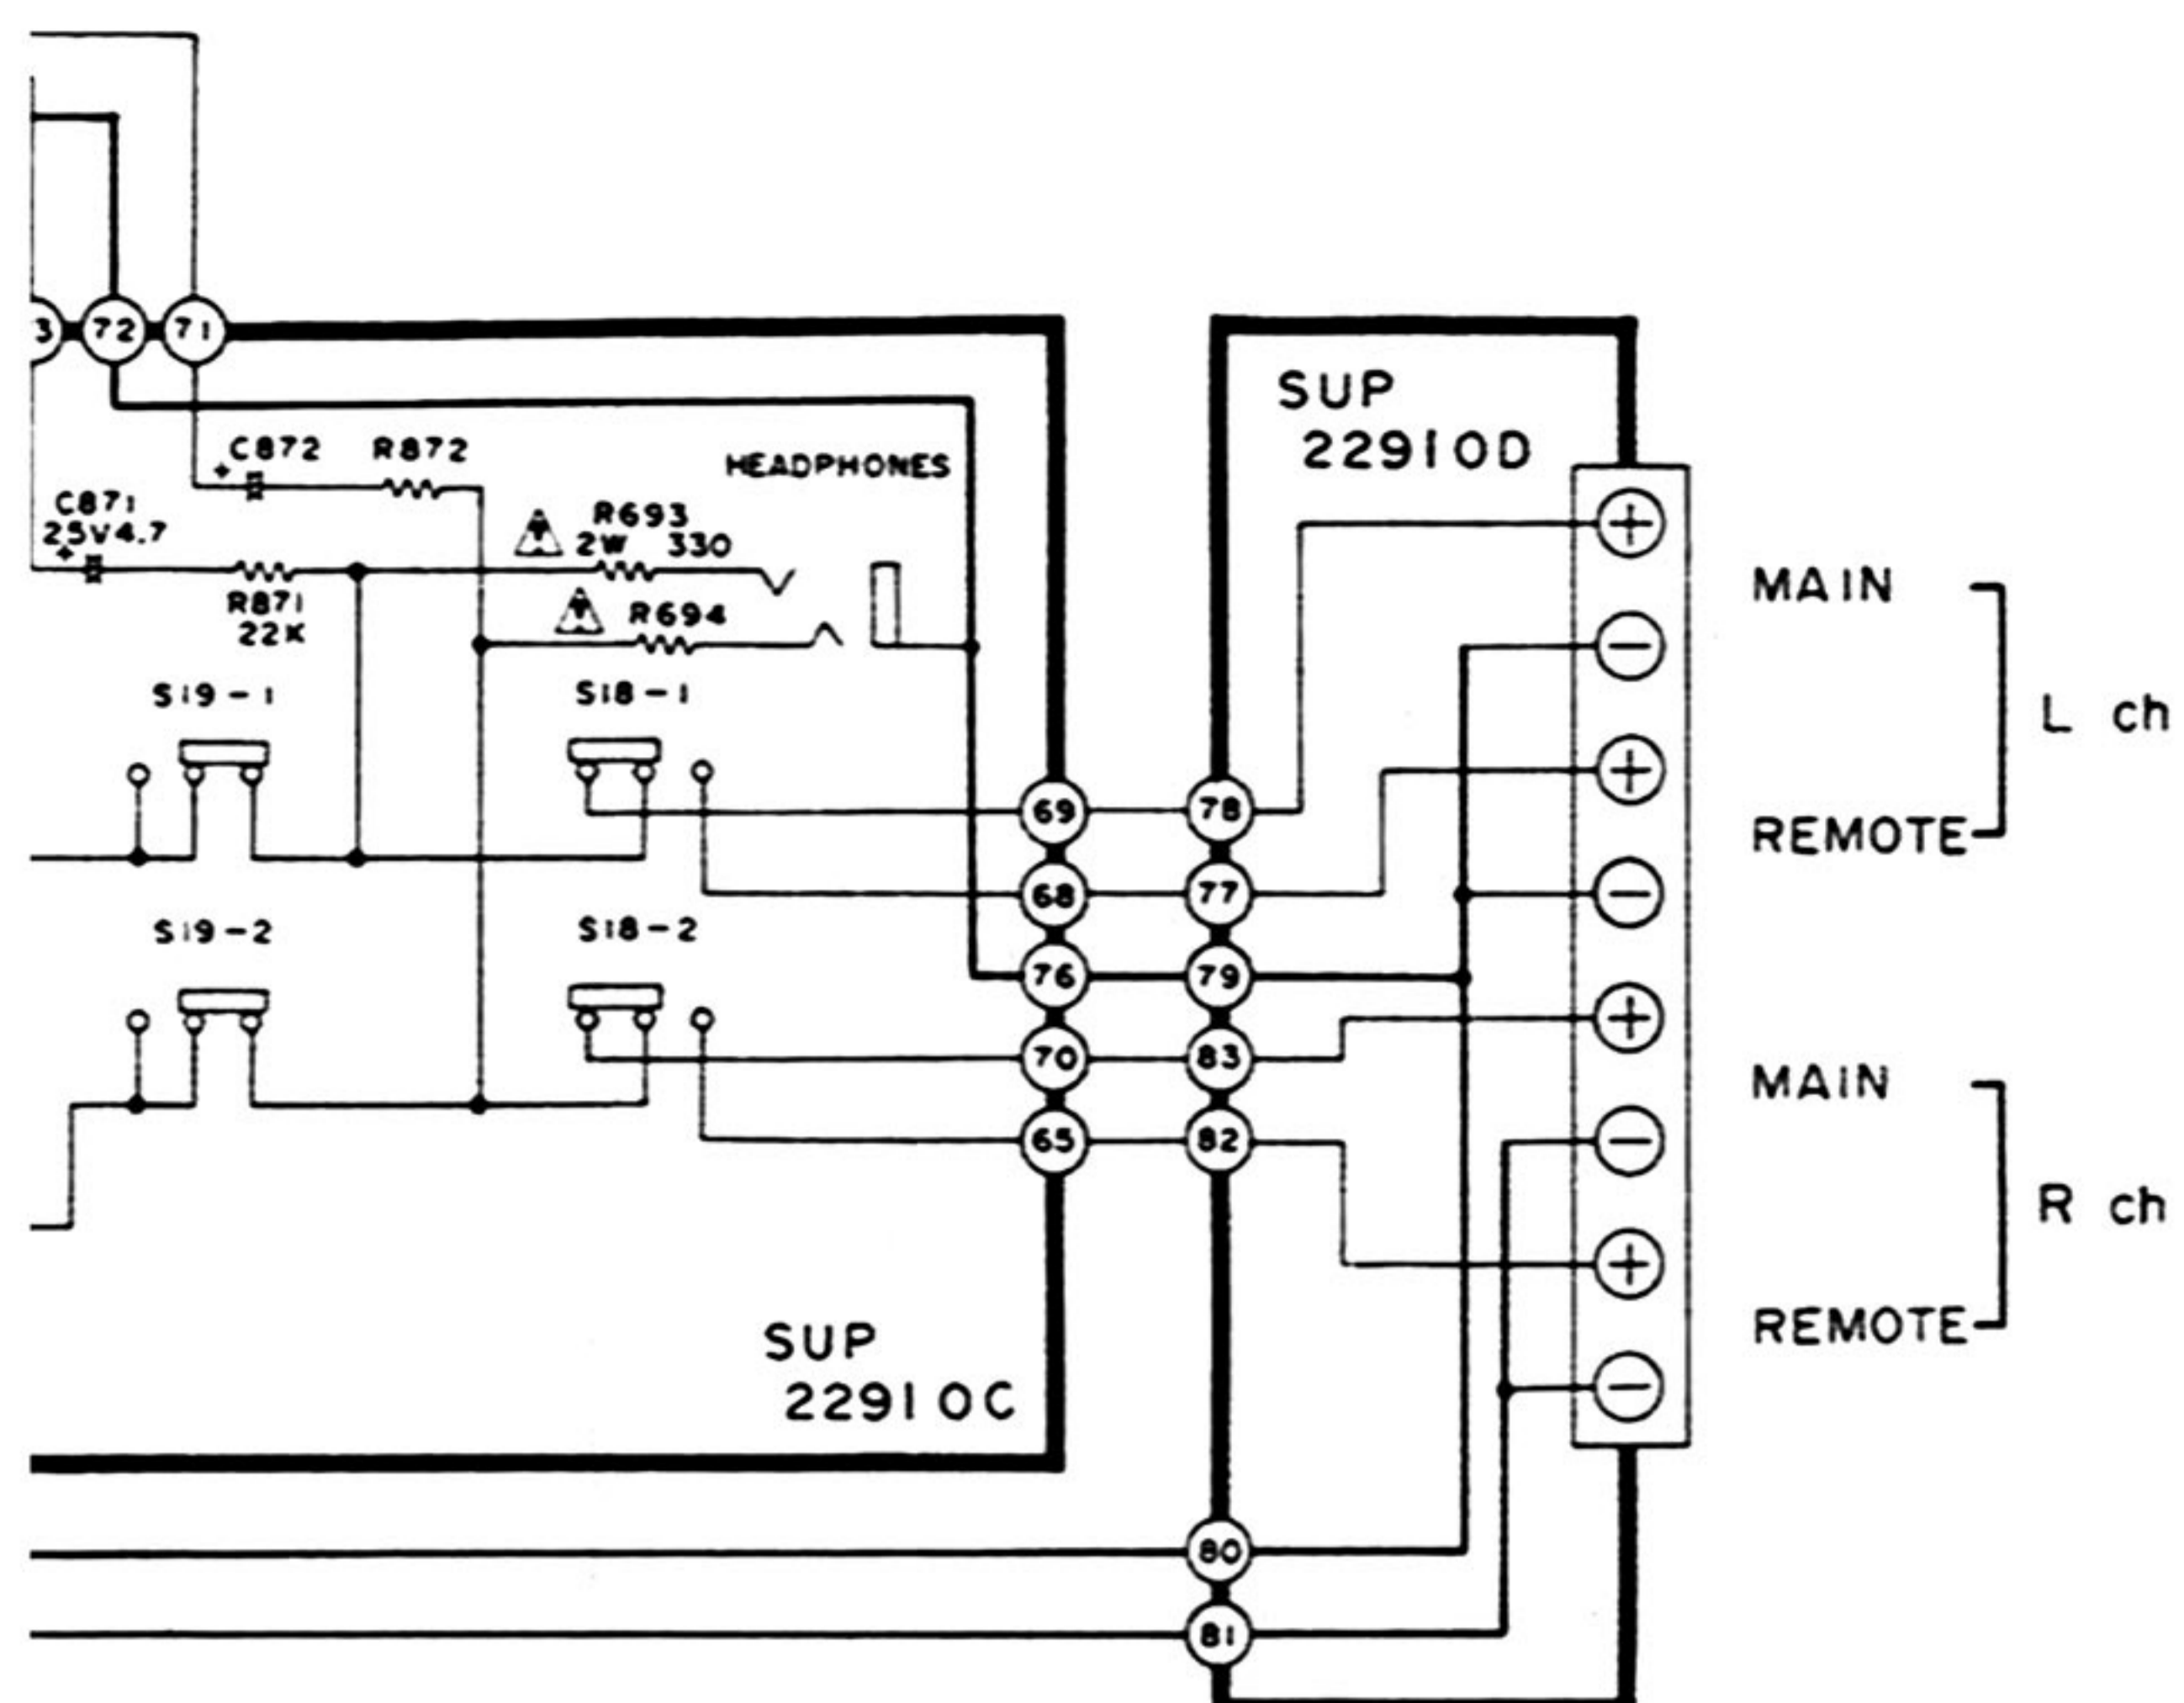 3 72 71
SUP
22910D
C872 R872
HEADPHONES
C871
25V4.7
R693
2W 330
R871
22K
R694
MAIN
L ch
REMOTE
S19-1
S18-1
69 78
68 77
S19-2
S18-2
76 79
70 83
65 82
MAIN
R ch
REMOTE
SUP
22910C
80
81